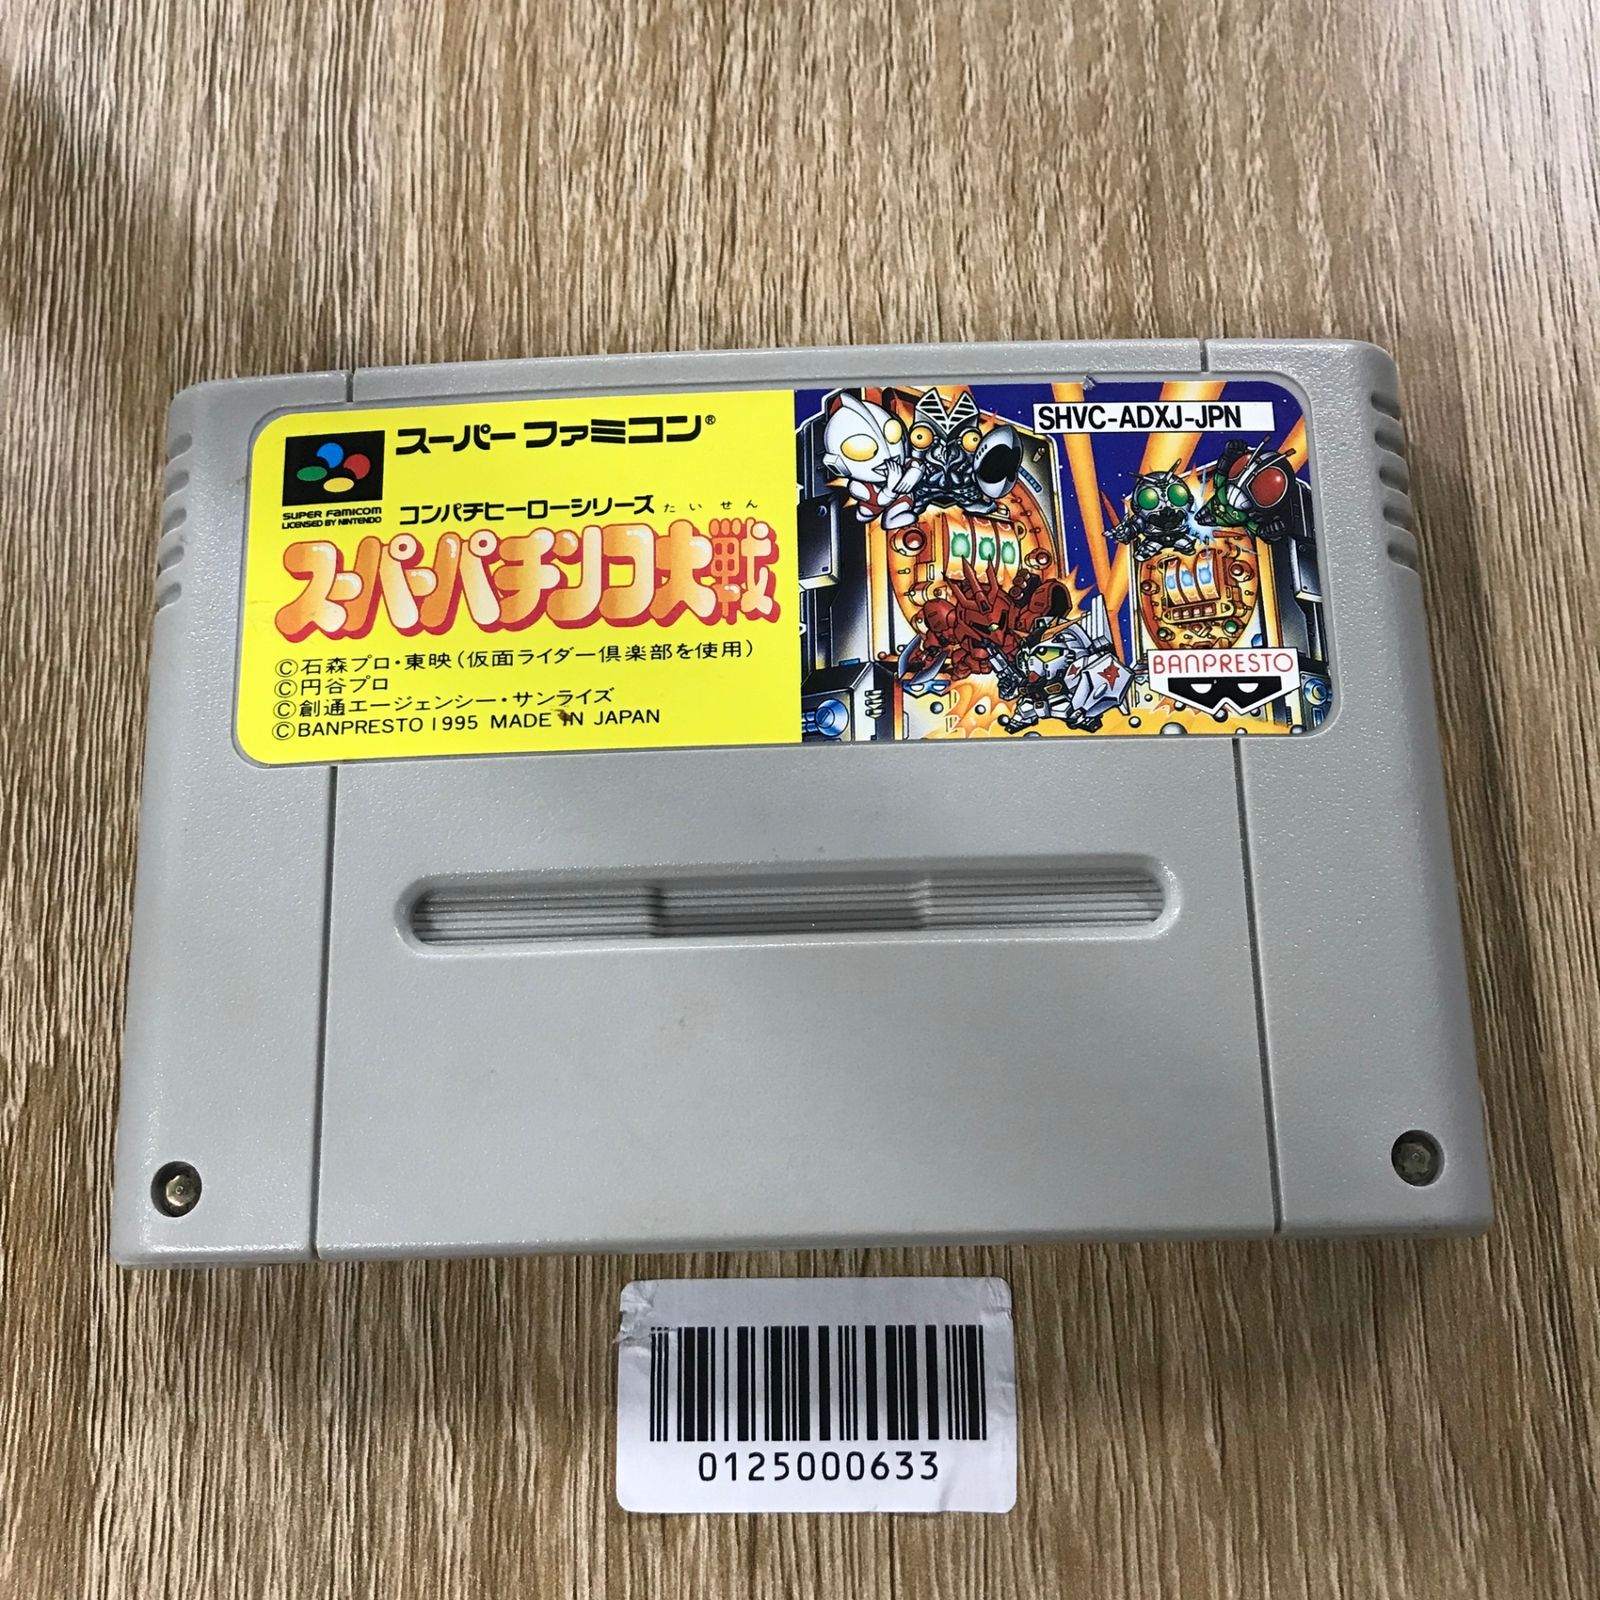 スーパーファミコン®
SUPER FAMICOM
LICENSED BY NINTENDO
コンパチヒーローシリーズ
たいせん
スーパーパチンコ大戦
©石森プロ・東映(仮面ライダー倶楽部を使用)
©円谷プロ
©創通エージェンシー・サンライズ
©BANPRESTO 1995 MADE IN JAPAN
SHVC-ADXJ-JPN
BANPRESTO
0125000633